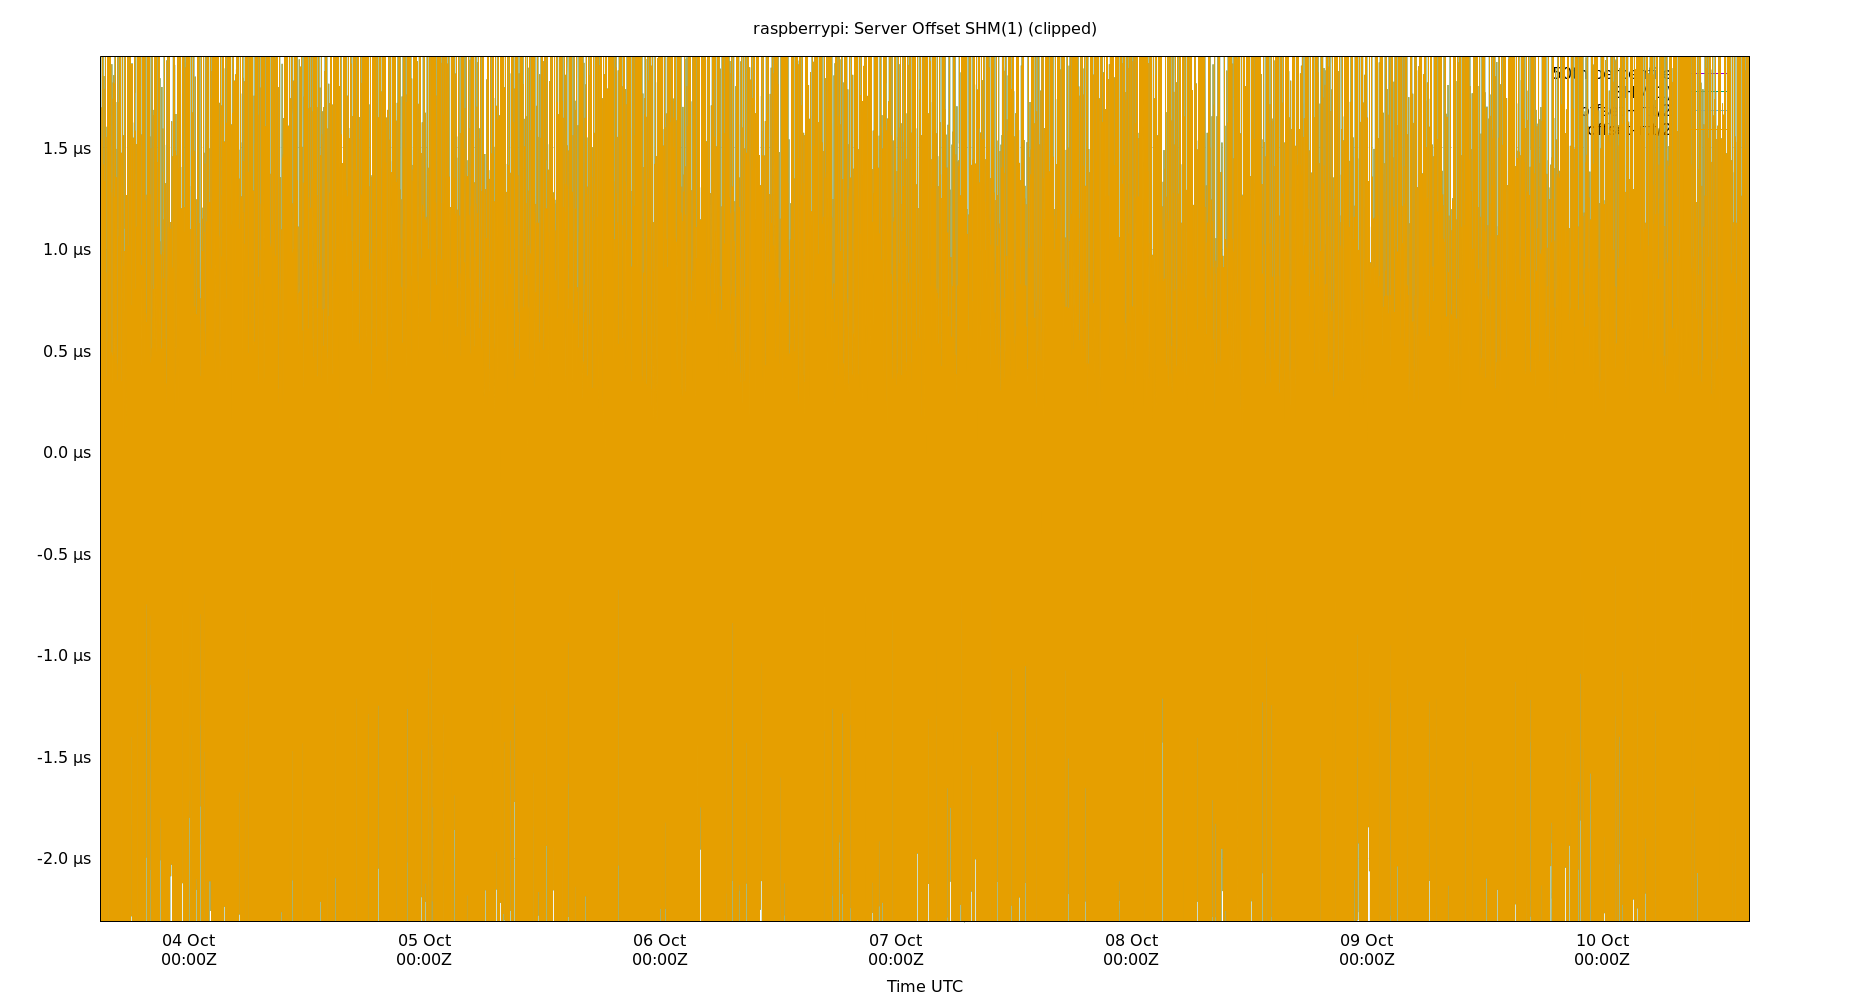 raspberrypi: Server Offset SHM(1) (clipped)
1.5 µs
1.0 µs
0.5 µs
0.0 µs
-0.5 µs
-1.0 µs
-1.5 µs
-2.0 µs
04 Oct 05 Oct 06 Oct 07 Oct 08 Oct 09 Oct 10 Oct
00:00Z 00:00Z 00:00Z 00:00Z 00:00Z 00:00Z 00:00Z
Time UTC